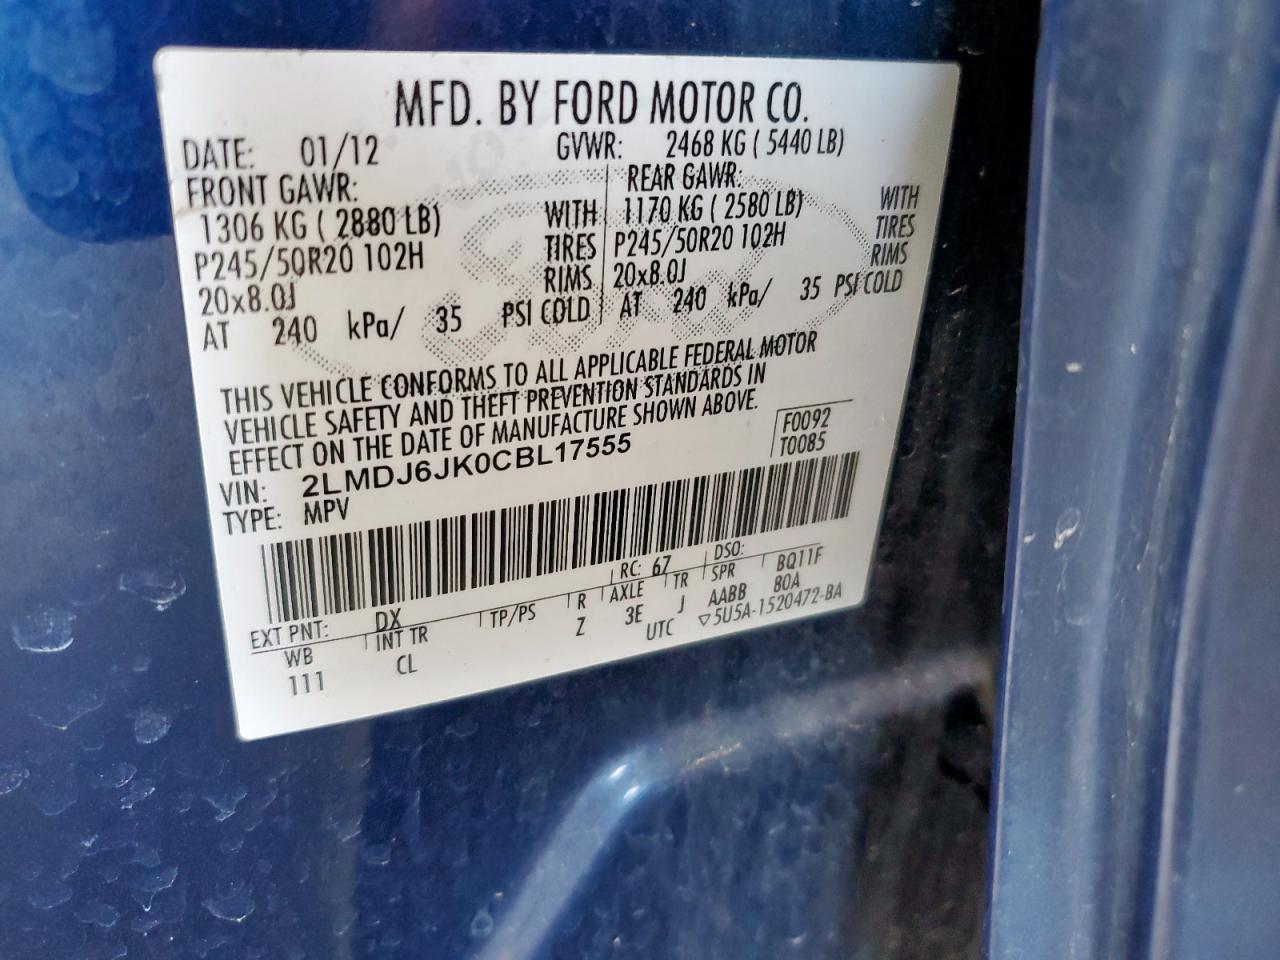 MFD. BY FORD MOTOR CO.
DATE: 01/12 GVWR: 2468 KG ( 5440 LB)
FRONT GAWR: REAR GAWR:
1306 KG ( 2880 LB) WITH 1170 KG ( 2580 LB) WITH
P245/50R20 102H TIRES P245/50R20 102H TIRES
20x8.0J RIMS 20x8.0J RIMS
AT 240 kPa/ 35 PSI COLD AT 240 kPa/ 35 PSI COLD
THIS VEHICLE CONFORMS TO ALL APPLICABLE FEDERAL MOTOR
VEHICLE SAFETY AND THEFT PREVENTION STANDARDS IN
EFFECT ON THE DATE OF MANUFACTURE SHOWN ABOVE.
F0092
T0085
VIN: 2LMDJ6JK0CBL17555
TYPE: MPV
EXT PNT: DX RC: 67 DSO: BQ11F
WB INT TR TP/PS R AXLE TR SPR
111 CL Z 3E J AABB 80A
UTC ▽5U5A-1520472-BA